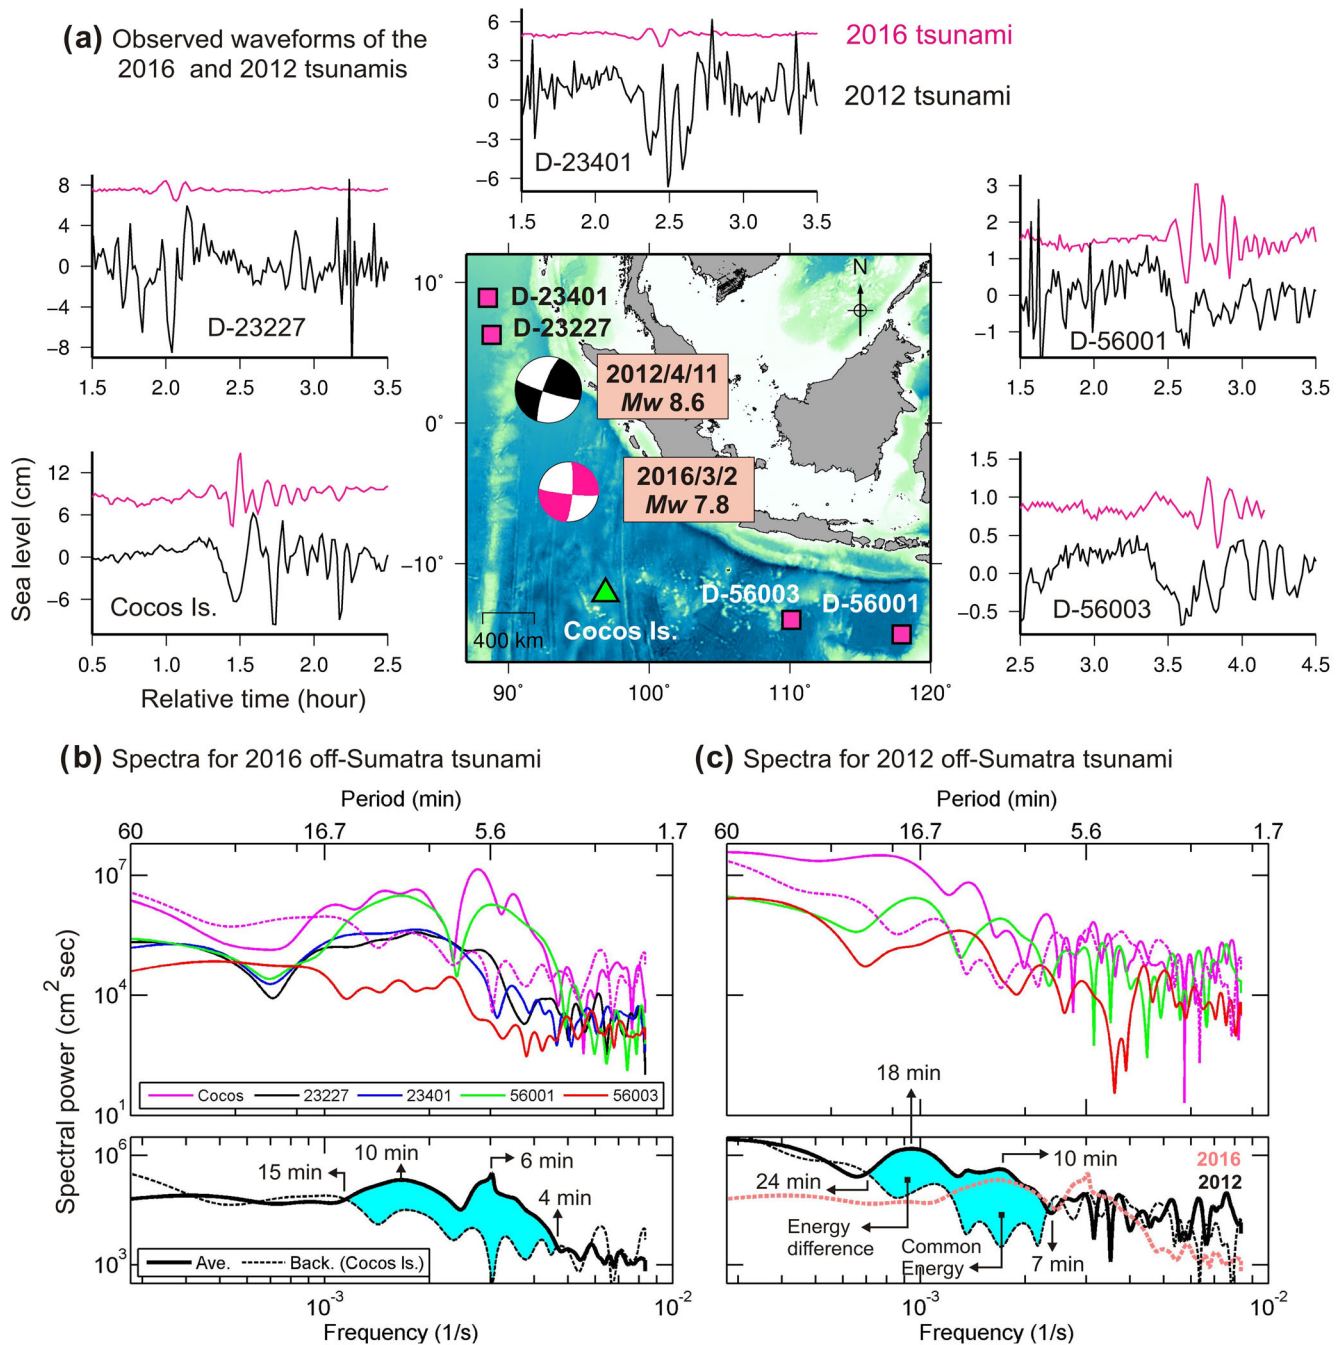 (a) Observed waveforms of the
2016 and 2012 tsunamis
6
3
0
−3
−6
D-23401
1.5 2.0 2.5 3.0 3.5
2016 tsunami
2012 tsunami
8
4
0
−4
−8
D-23227
1.5 2.0 2.5 3.0 3.5
3
2
1
0
−1
D-56001
1.5 2.0 2.5 3.0 3.5
Sea level (cm)
12
6
0
−6
Cocos Is.
0.5 1.0 1.5 2.0 2.5
Relative time (hour)
10°
0°
−10°
N
D-23401
D-23227
2012/4/11
Mw 8.6
2016/3/2
Mw 7.8
D-56003
D-56001
Cocos Is.
400 km
90° 100° 110° 120°
1.5
1.0
0.5
0.0
−0.5
D-56003
2.5 3.0 3.5 4.0 4.5
(b) Spectra for 2016 off-Sumatra tsunami
Period (min)
60 16.7 5.6 1.7
Spectral power (cm² sec)
10⁷
10⁴
10¹
Cocos 23227 23401 56001 56003
10⁶
10³
15 min
10 min
6 min
4 min
Ave. Back. (Cocos Is.)
10⁻³ 10⁻²
Frequency (1/s)
(c) Spectra for 2012 off-Sumatra tsunami
Period (min)
60 16.7 5.6 1.7
18 min
24 min
10 min
2016
2012
Energy
difference
Common
Energy
7 min
10⁻³ 10⁻²
Frequency (1/s)